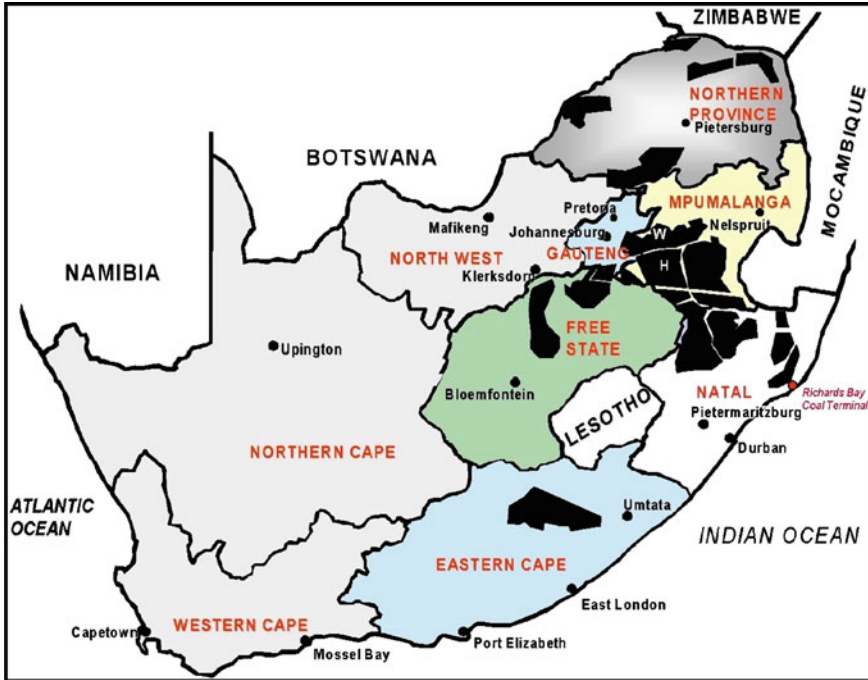 ZIMBABWE
NORTHERN
PROVINCE
Pietersburg
MOCAMBIQUE
BOTSWANA
MPUMALANGA
Pretoria
Mafikeng
Nelspruit
Johannesburg
W
NORTH WEST
GAUTENG
NAMIBIA
Klerksdorp
H
FREE
STATE
Upington
Bloemfontein
NATAL
Richards Bay
Coal Terminal
LESOTHO
Pietermaritzburg
Durban
NORTHERN CAPE
ATLANTIC
OCEAN
Umtata
INDIAN OCEAN
EASTERN CAPE
East London
WESTERN CAPE
Capetown
Port Elizabeth
Mossel Bay